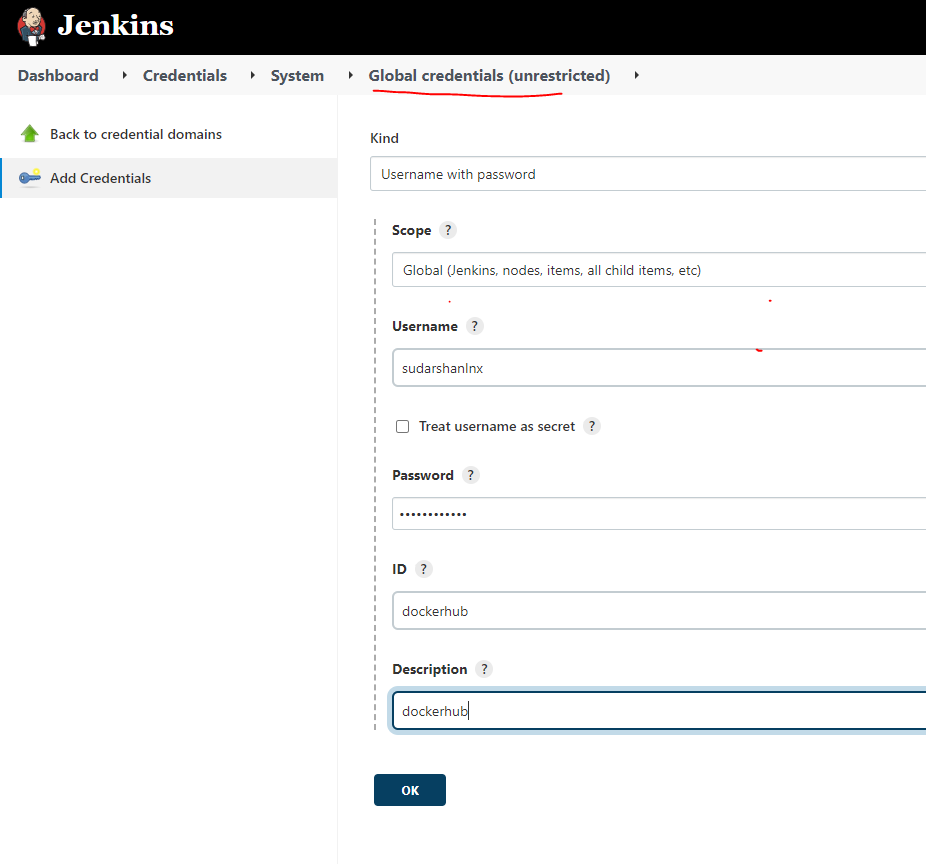 Jenkins
Dashboard Credentials System Global credentials (unrestricted)
Back to credential domains
Add Credentials
Kind
Username with password
Scope ?
Global (Jenkins, nodes, items, all child items, etc)
Username ?
sudarshanlnx
Treat username as secret ?
Password ?
••••••••••••
ID ?
dockerhub
Description ?
dockerhub
OK